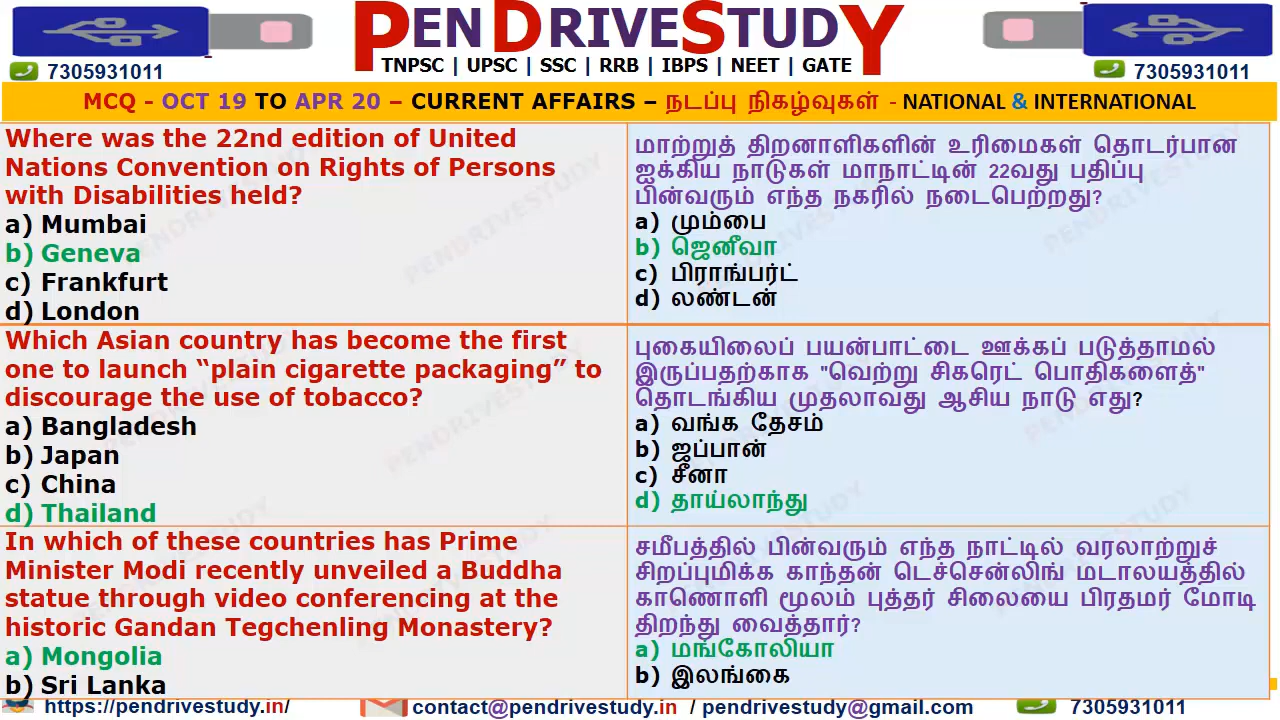 PENDRIVESTUDY
TNPSC | UPSC | SSC | RRB | IBPS | NEET | GATE
7305931011
7305931011
MCQ - OCT 19 TO APR 20 – CURRENT AFFAIRS – நடப்பு நிகழ்வுகள் - NATIONAL & INTERNATIONAL
Where was the 22nd edition of United
Nations Convention on Rights of Persons
with Disabilities held?
a) Mumbai
b) Geneva
c) Frankfurt
d) London
மாற்றுத் திறனாளிகளின் உரிமைகள் தொடர்பான
ஐக்கிய நாடுகள் மாநாட்டின் 22வது பதிப்பு
பின்வரும் எந்த நகரில் நடைபெற்றது?
a) மும்பை
b) ஜெனீவா
c) பிராங்பர்ட்
d) லண்டன்
Which Asian country has become the first
one to launch “plain cigarette packaging” to
discourage the use of tobacco?
a) Bangladesh
b) Japan
c) China
d) Thailand
புகையிலைப் பயன்பாட்டை ஊக்கப் படுத்தாமல்
இருப்பதற்காக "வெற்று சிகரெட் பொதிகளைத்"
தொடங்கிய முதலாவது ஆசிய நாடு எது?
a) வங்க தேசம்
b) ஜப்பான்
c) சீனா
d) தாய்லாந்து
In which of these countries has Prime
Minister Modi recently unveiled a Buddha
statue through video conferencing at the
historic Gandan Tegchenling Monastery?
a) Mongolia
b) Sri Lanka
சமீபத்தில் பின்வரும் எந்த நாட்டில் வரலாற்றுச்
சிறப்புமிக்க காந்தன் டெச்சென்லிங் மடாலயத்தில்
காணொளி மூலம் புத்தர் சிலையை பிரதமர் மோடி
திறந்து வைத்தார்?
a) மங்கோலியா
b) இலங்கை
https://pendrivestudy.in/
contact@pendrivestudy.in / pendrivestudy@gmail.com
7305931011